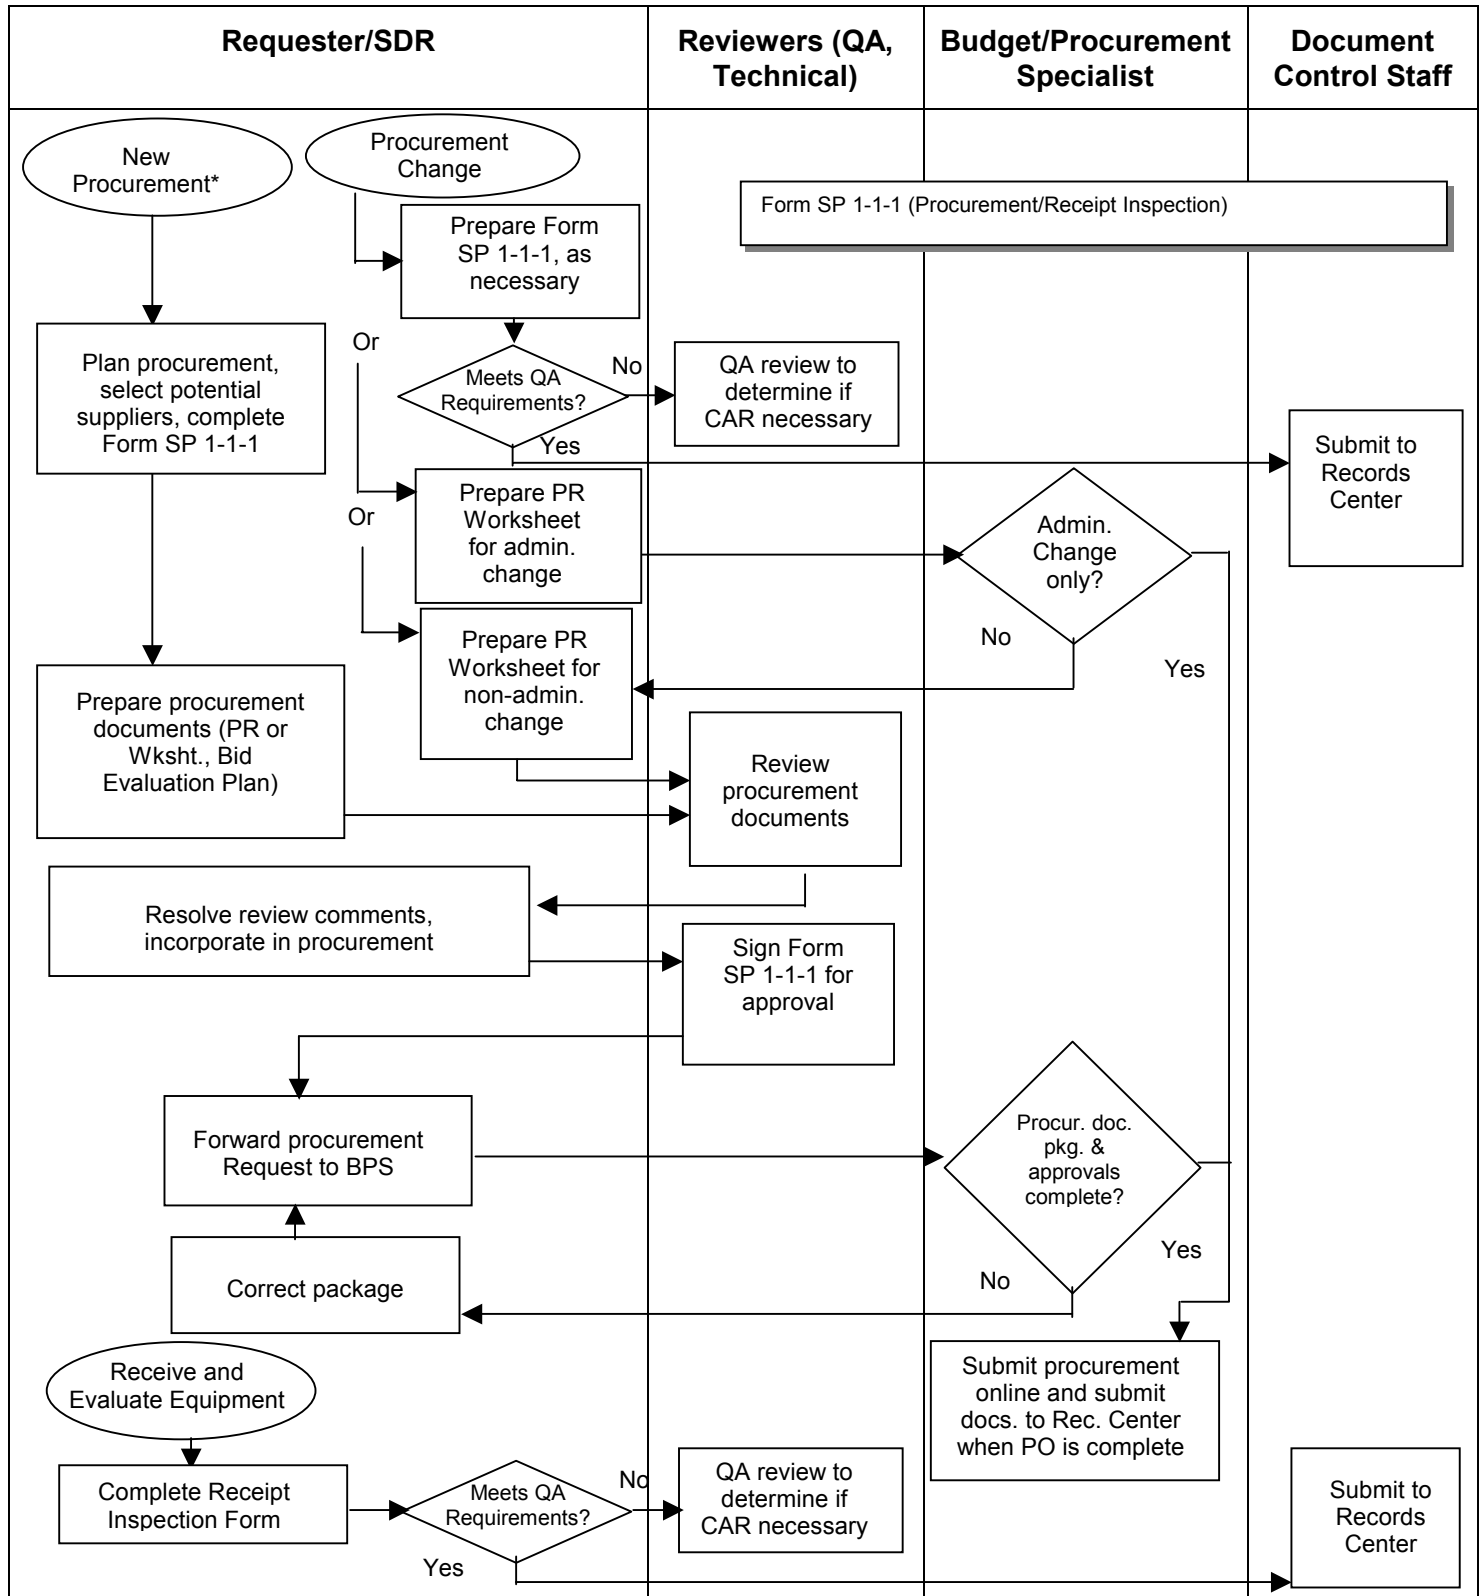 Requester/SDR
Reviewers (QA,
Technical)
Budget/Procurement
Specialist
Document
Control Staff
New
Procurement*
Procurement
Change
Form SP 1-1-1 (Procurement/Receipt Inspection)
Prepare Form
SP 1-1-1, as
necessary
Plan procurement,
select potential
suppliers, complete
Form SP 1-1-1
Or
Meets QA
Requirements?
No
QA review to
determine if
CAR necessary
Yes
Submit to
Records
Center
Or
Prepare PR
Worksheet
for admin.
change
Admin.
Change
only?
No
Yes
Prepare PR
Worksheet for
non-admin.
change
Prepare procurement
documents (PR or
Wksht., Bid
Evaluation Plan)
Review
procurement
documents
Resolve review comments,
incorporate in procurement
Sign Form
SP 1-1-1 for
approval
Forward procurement
Request to BPS
Procur. doc.
pkg. &
approvals
complete?
Yes
No
Correct package
Receive and
Evaluate Equipment
Submit procurement
online and submit
docs. to Rec. Center
when PO is complete
Complete Receipt
Inspection Form
Meets QA
Requirements?
No
QA review to
determine if
CAR necessary
Yes
Submit to
Records
Center